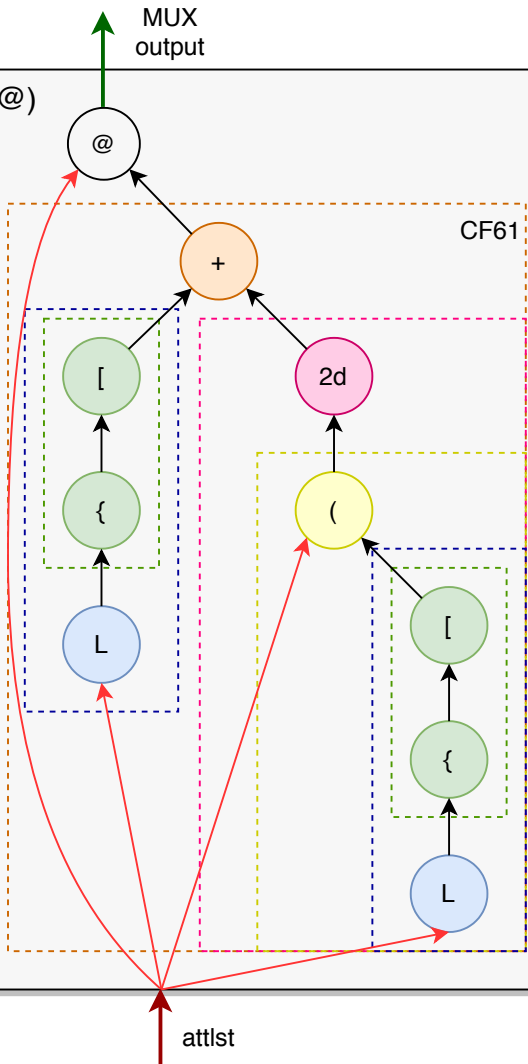 MUX
output
@)
@
CF61
+
[
2d
{
(
L
[
{
L
attlst